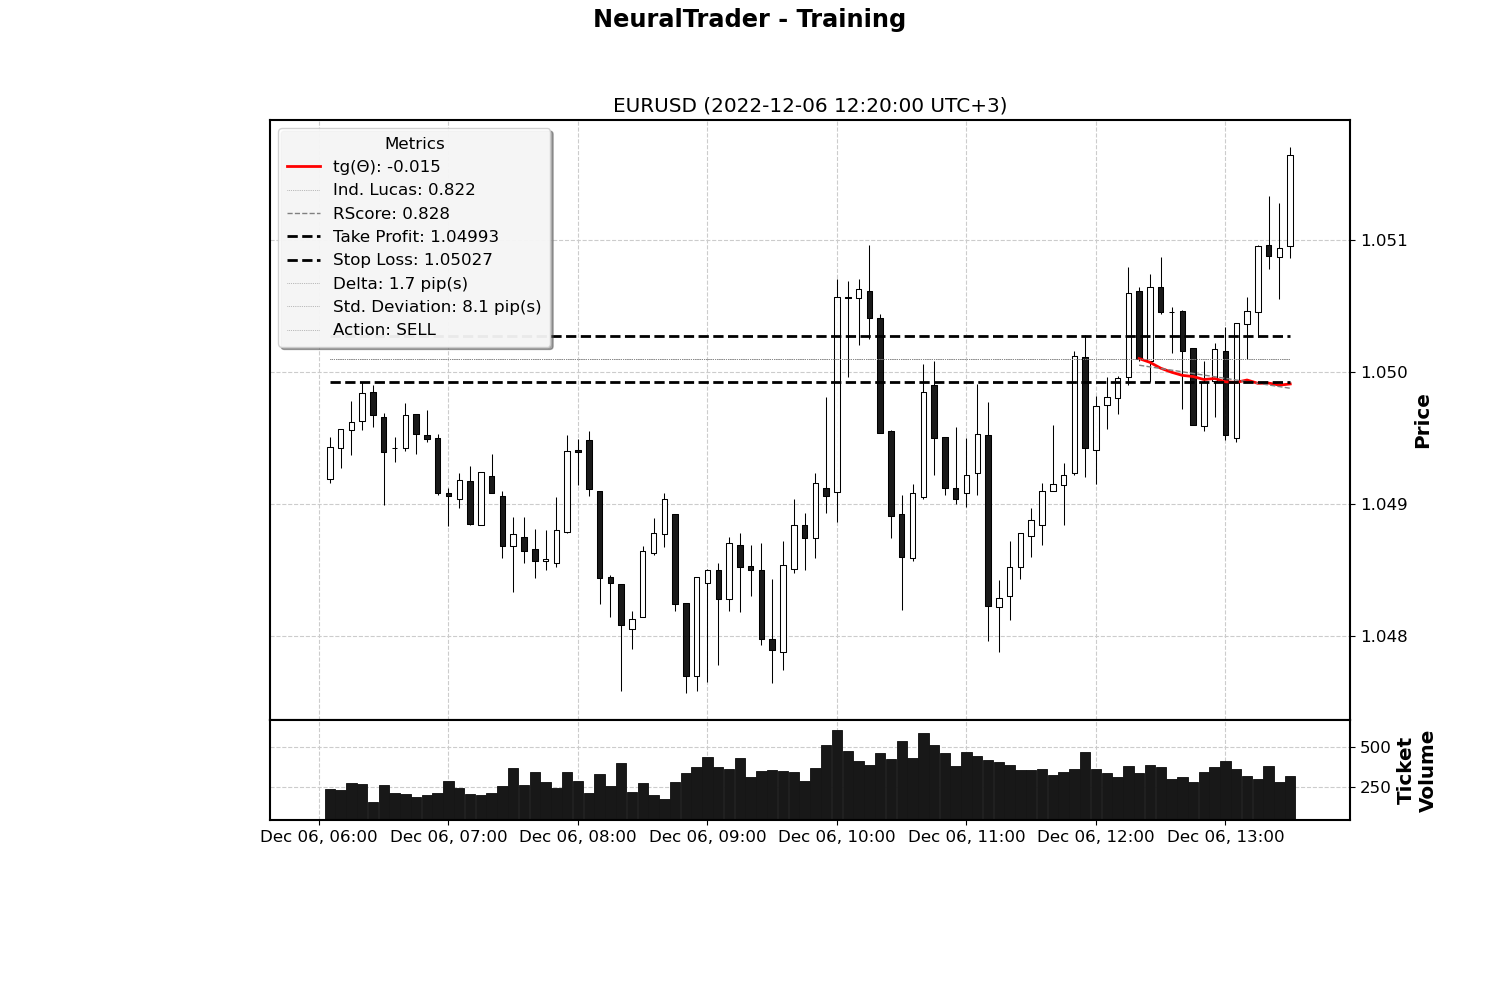 NeuralTrader - Training
EURUSD (2022-12-06 12:20:00 UTC+3)
Metrics
tg(Θ): -0.015
Ind. Lucas: 0.822
RScore: 0.828
Take Profit: 1.04993
Stop Loss: 1.05027
Delta: 1.7 pip(s)
Std. Deviation: 8.1 pip(s)
Action: SELL
1.051
1.050
1.049
1.048
Price
500
250
Ticket
Volume
Dec 06, 06:00 Dec 06, 07:00 Dec 06, 08:00 Dec 06, 09:00 Dec 06, 10:00 Dec 06, 11:00 Dec 06, 12:00 Dec 06, 13:00